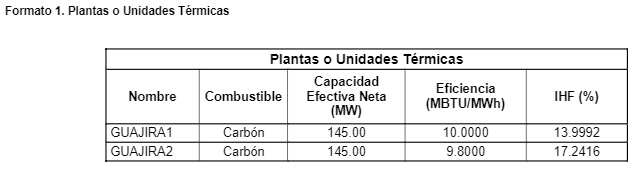 Formato 1. Plantas o Unidades Térmicas
Plantas o Unidades Térmicas
Nombre Combustible Capacidad Efectiva Neta (MW) Eficiencia (MBTU/MWh) IHF (%)
GUAJIRA1 Carbón 145.00 10.0000 13.9992
GUAJIRA2 Carbón 145.00 9.8000 17.2416